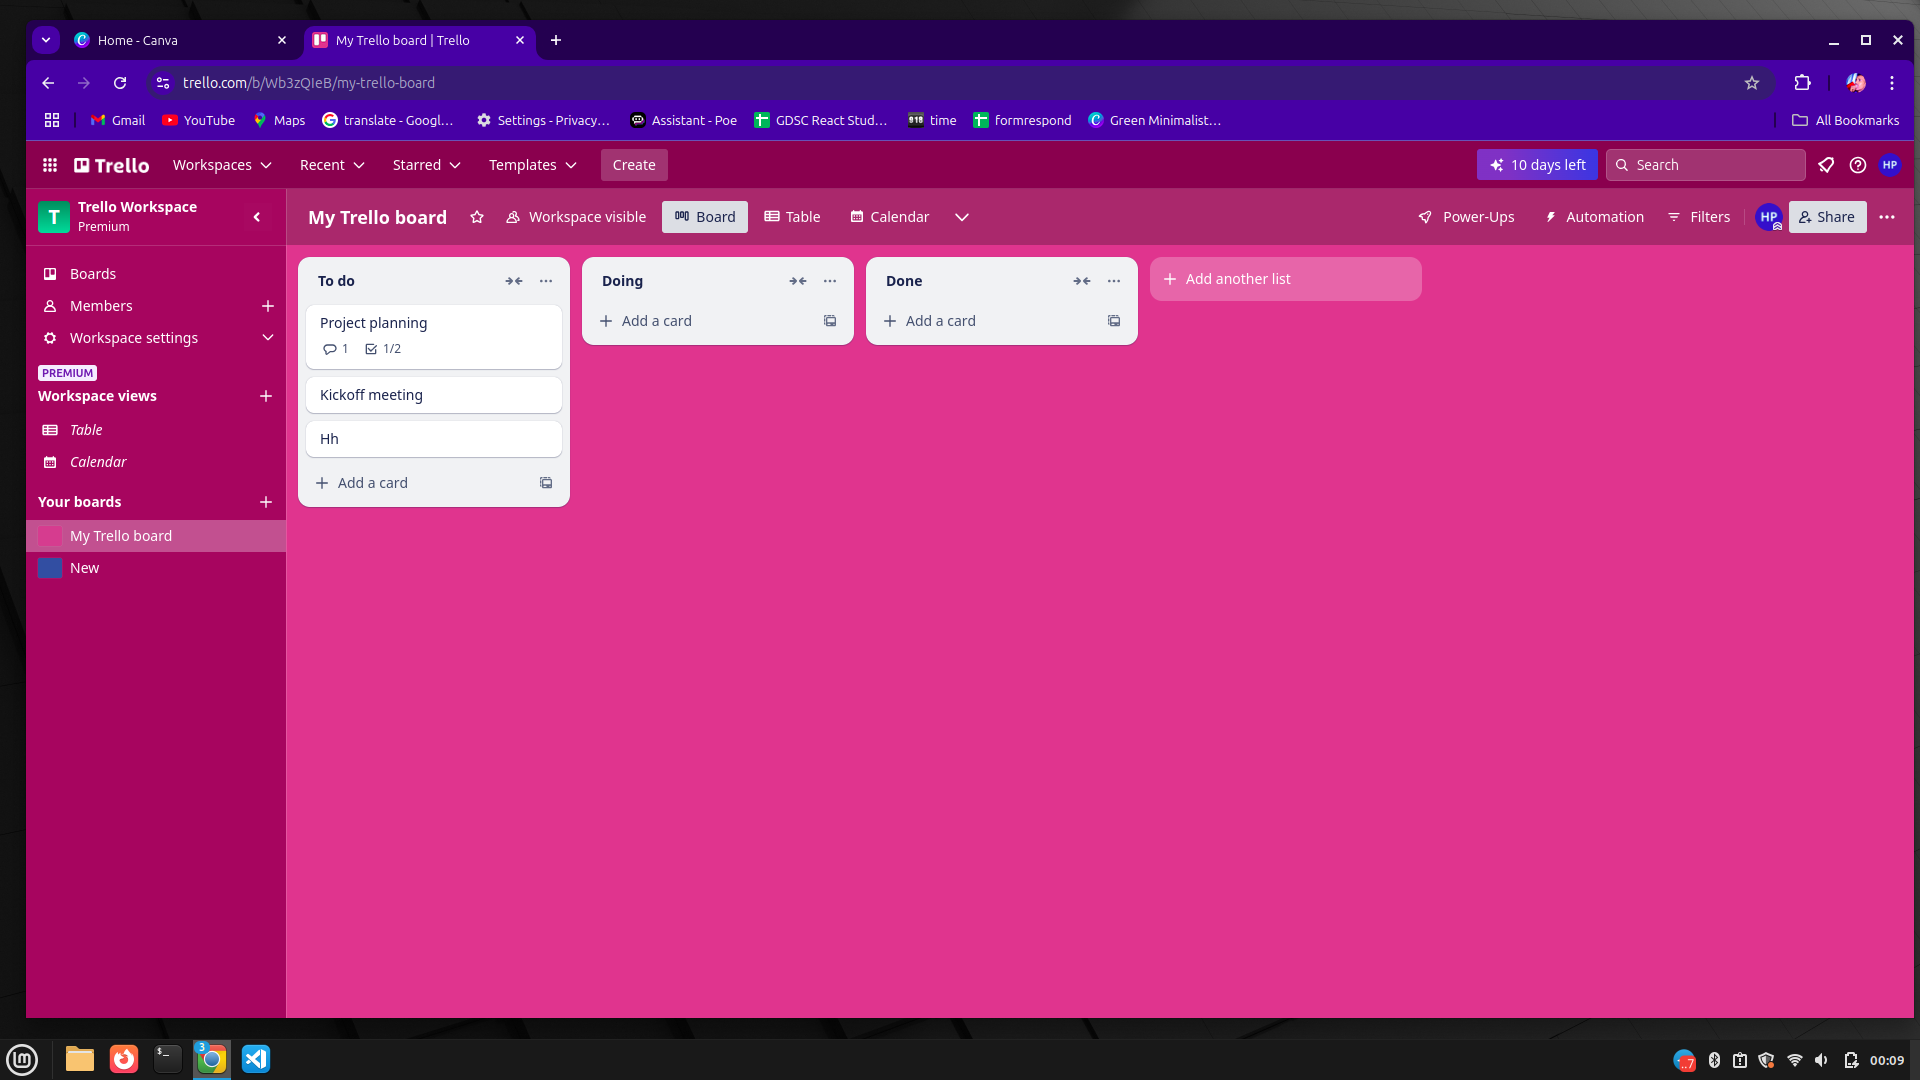 Home - Canva
My Trello board | Trello
trello.com/b/Wb3zQIeB/my-trello-board
Gmail
YouTube
Maps
translate - Googl...
Settings - Privacy...
Assistant - Poe
GDSC React Stud...
time
formrespond
Green Minimalist...
All Bookmarks
Trello
Workspaces
Recent
Starred
Templates
Create
10 days left
Search
HP
T
Trello Workspace
Premium
My Trello board
Workspace visible
Board
Table
Calendar
Power-Ups
Automation
Filters
HP
Share
Boards
Members
Workspace settings
PREMIUM
Workspace views
Table
Calendar
Your boards
My Trello board
New
To do
Project planning
1
1/2
Kickoff meeting
Hh
Add a card
Doing
Add a card
Done
Add a card
Add another list
3
00:09